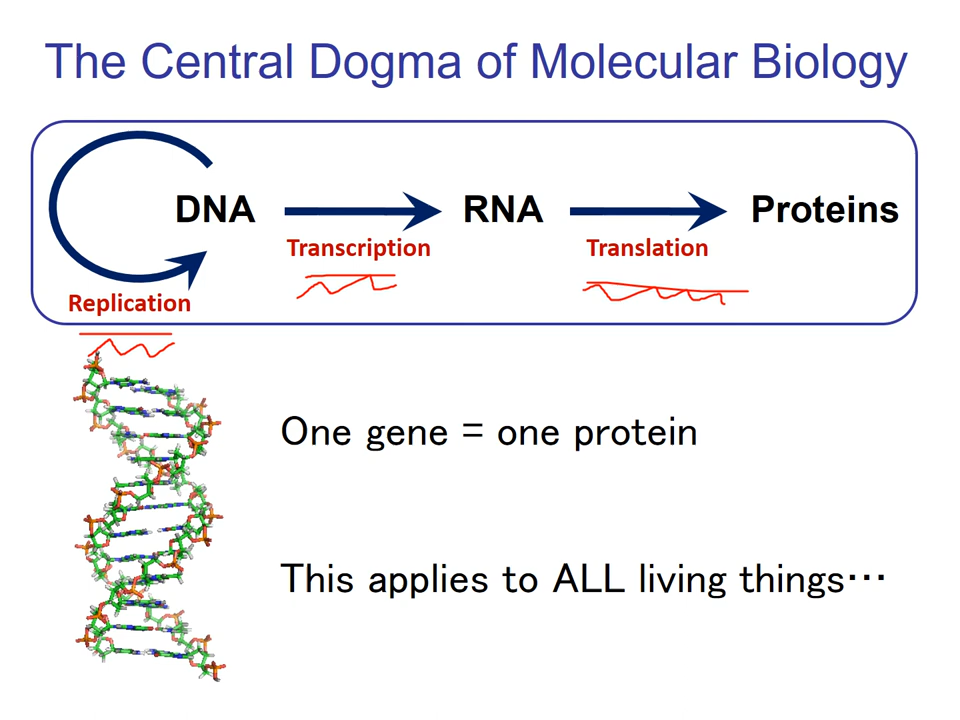 The Central Dogma of Molecular Biology
DNA
RNA
Proteins
Transcription
Translation
Replication
One gene = one protein
This applies to ALL living things…